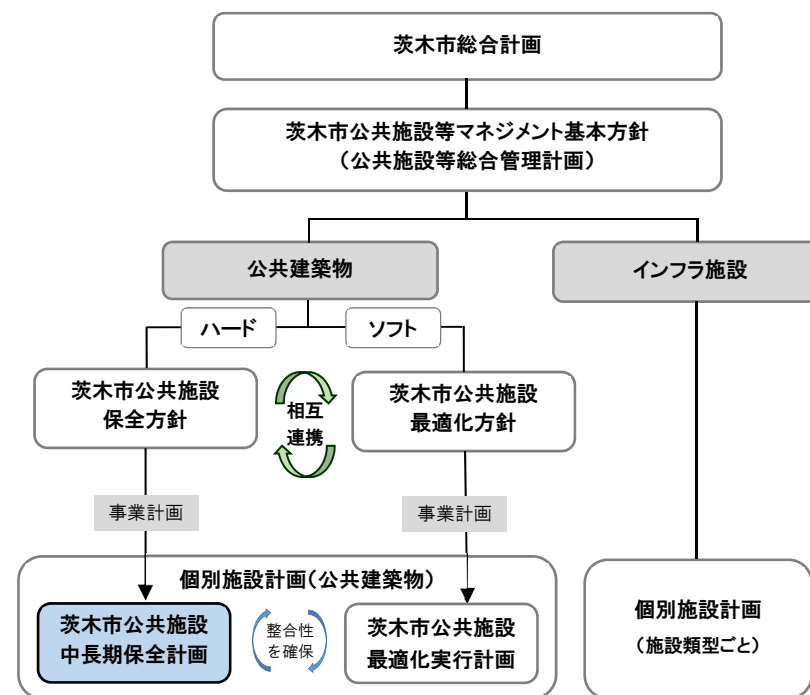 茨木市総合計画
茨木市公共施設等マネジメント基本方針
（公共施設等総合管理計画）
公共建築物
インフラ施設
ハード
ソフト
茨木市公共施設
保全方針
相互
連携
茨木市公共施設
最適化方針
事業計画
事業計画
個別施設計画（公共建築物）
茨木市公共施設
中長期保全計画
整合性
を確保
茨木市公共施設
最適化実行計画
個別施設計画
（施設類型ごと）